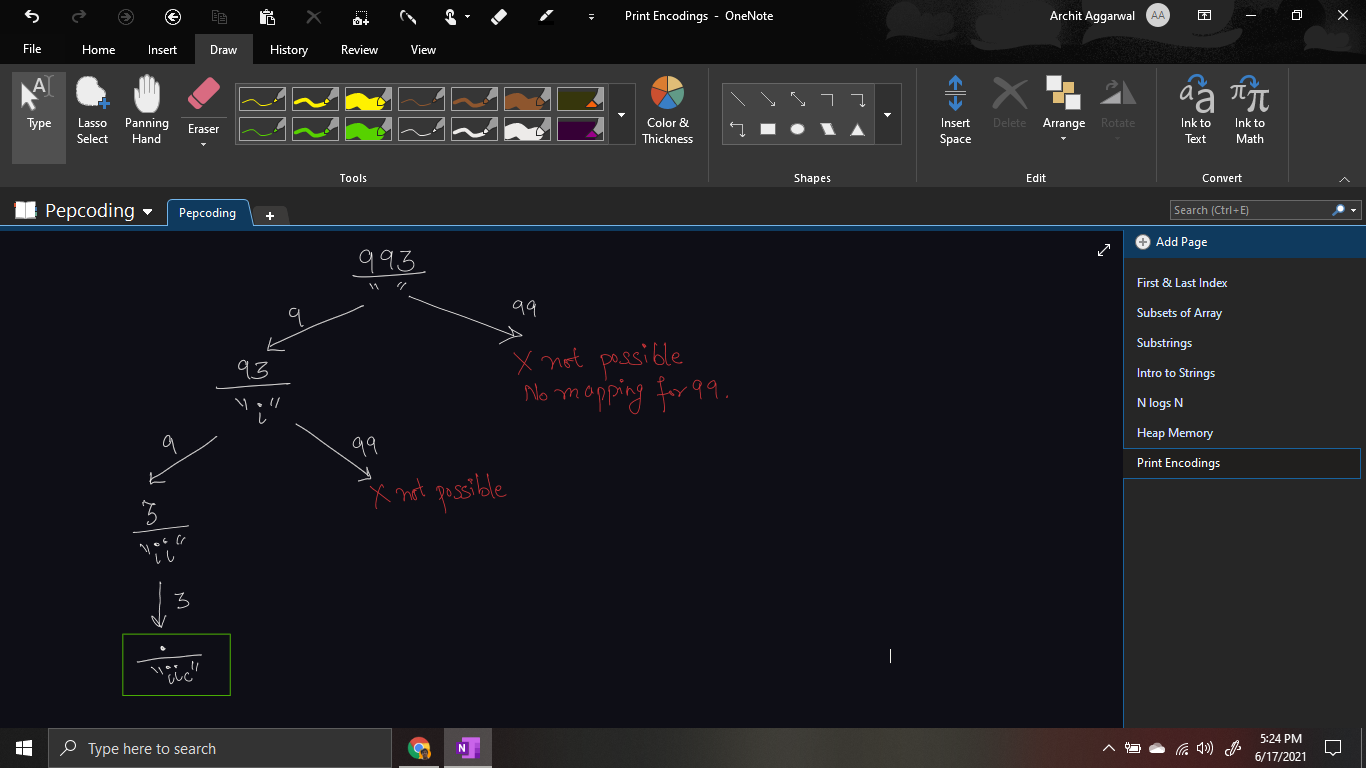 Print Encodings - OneNote
Archit Aggarwal AA
File Home Insert Draw History Review View
Type
Lasso Select
Panning Hand
Eraser
Color & Thickness
Insert Space
Delete
Arrange
Rotate
Ink to Text
Ink to Math
Tools
Shapes
Edit
Convert
Pepcoding
Pepcoding
Search (Ctrl+E)
Add Page
First & Last Index
Subsets of Array
Substrings
Intro to Strings
N logs N
Heap Memory
Print Encodings
993
" "
9
99
X not possible
No mapping for 99.
93
"i"
9
99
X not possible
3
"ii"
3
.
"iic"
Type here to search
N
5:24 PM
6/17/2021